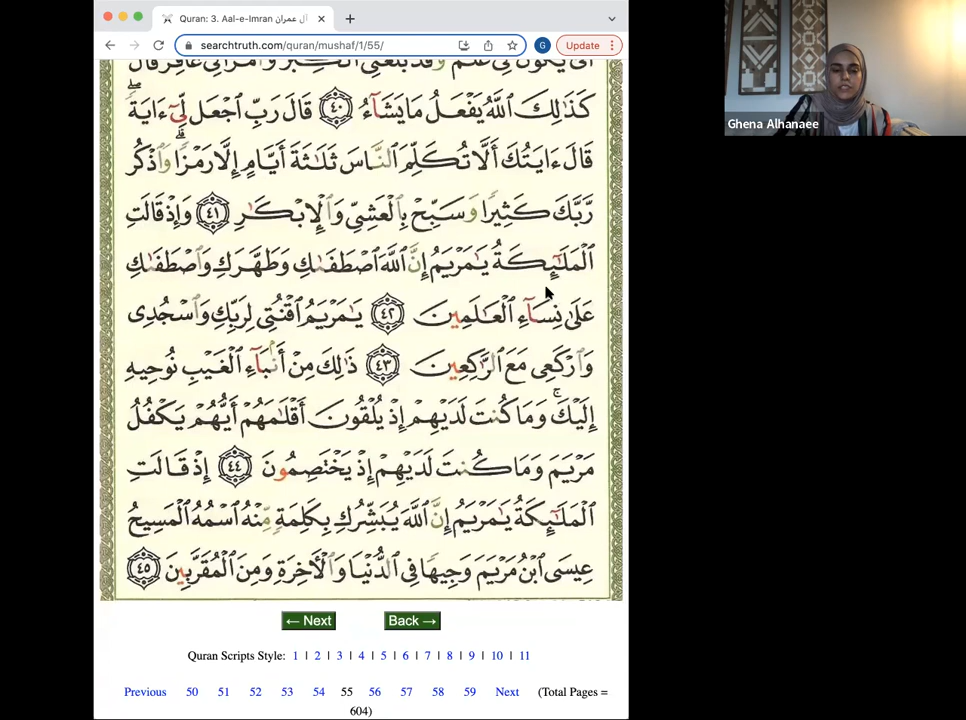 Quran: 3. Aal-e-Imran آل عمران
searchtruth.com/quran/mushaf/1/55/
G
Update
Ghena Alhanaee
أَنَّىٰ يَكُونُ لِى غُلَٰمٌ وَقَدْ بَلَغَنِىَ ٱلْكِبَرُ وَٱمْرَأَتِى عَاقِرٌ قَالَ
كَذَٰلِكَ ٱللَّهُ يَفْعَلُ مَا يَشَآءُ ٤٠ قَالَ رَبِّ ٱجْعَل لِّىٓ ءَايَةً ۖ
قَالَ ءَايَتُكَ أَلَّا تُكَلِّمَ ٱلنَّاسَ ثَلَٰثَةَ أَيَّامٍ إِلَّا رَمْزًا ۗ وَٱذْكُر
رَّبَّكَ كَثِيرًا وَسَبِّحْ بِٱلْعَشِىِّ وَٱلْإِبْكَٰرِ ٤١ وَإِذْ قَالَتِ
ٱلْمَلَٰٓئِكَةُ يَٰمَرْيَمُ إِنَّ ٱللَّهَ ٱصْطَفَىٰكِ وَطَهَّرَكِ وَٱصْطَفَىٰكِ
عَلَىٰ نِسَآءِ ٱلْعَٰلَمِينَ ٤٢ يَٰمَرْيَمُ ٱقْنُتِى لِرَبِّكِ وَٱسْجُدِى
وَٱرْكَعِى مَعَ ٱلرَّٰكِعِينَ ٤٣ ذَٰلِكَ مِنْ أَنۢبَآءِ ٱلْغَيْبِ نُوحِيهِ
إِلَيْكَ ۚ وَمَا كُنتَ لَدَيْهِمْ إِذْ يُلْقُونَ أَقْلَٰمَهُمْ أَيُّهُمْ يَكْفُلُ
مَرْيَمَ وَمَا كُنتَ لَدَيْهِمْ إِذْ يَخْتَصِمُونَ ٤٤ إِذْ قَالَتِ
ٱلْمَلَٰٓئِكَةُ يَٰمَرْيَمُ إِنَّ ٱللَّهَ يُبَشِّرُكِ بِكَلِمَةٍ مِّنْهُ ٱسْمُهُ ٱلْمَسِيحُ
عِيسَى ٱبْنُ مَرْيَمَ وَجِيهًا فِى ٱلدُّنْيَا وَٱلْءَاخِرَةِ وَمِنَ ٱلْمُقَرَّبِينَ ٤٥
← Next Back →
Quran Scripts Style: 1 | 2 | 3 | 4 | 5 | 6 | 7 | 8 | 9 | 10 | 11
Previous 50 51 52 53 54 55 56 57 58 59 Next (Total Pages =
604)